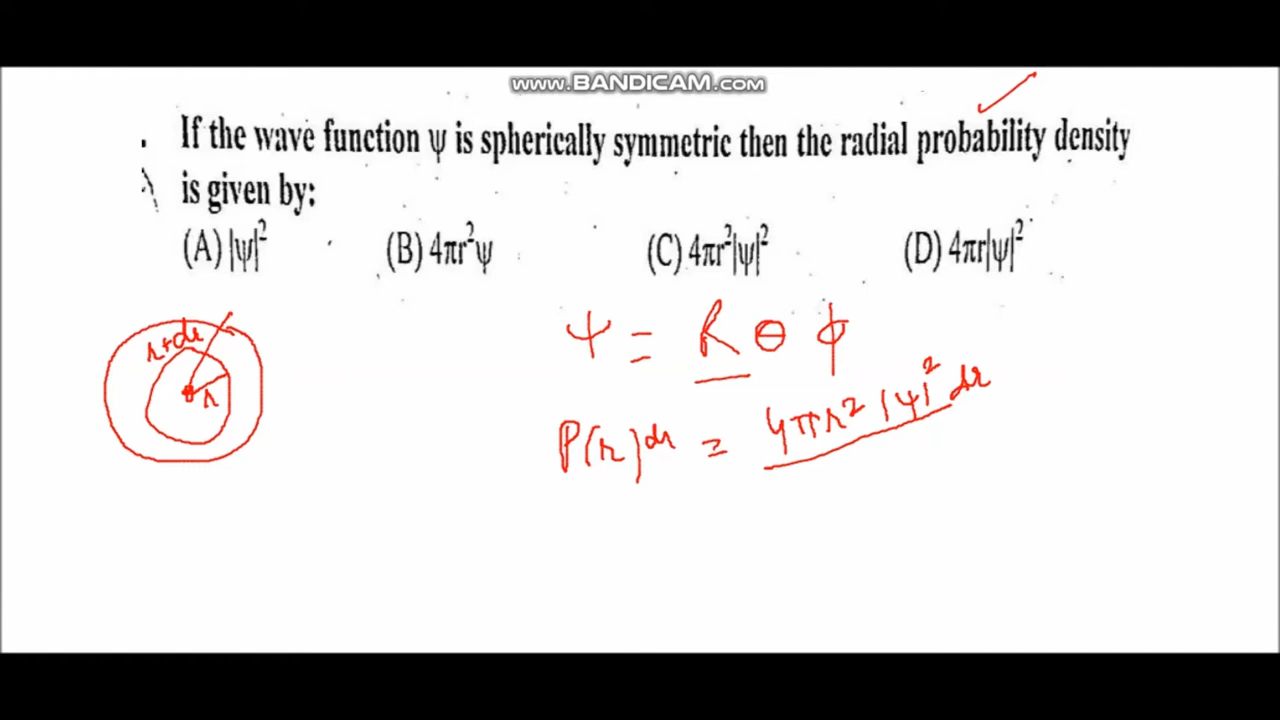 www.BANDICAM.com
If the wave function ψ is spherically symmetric then the radial probability density
is given by:
(A) |ψ|² (B) 4πr²ψ (C) 4πr²|ψ|² (D) 4πr|ψ|²
r+dr
r
ψ = R Θ ϕ
P(r)dr = 4πr² |ψ|² dr